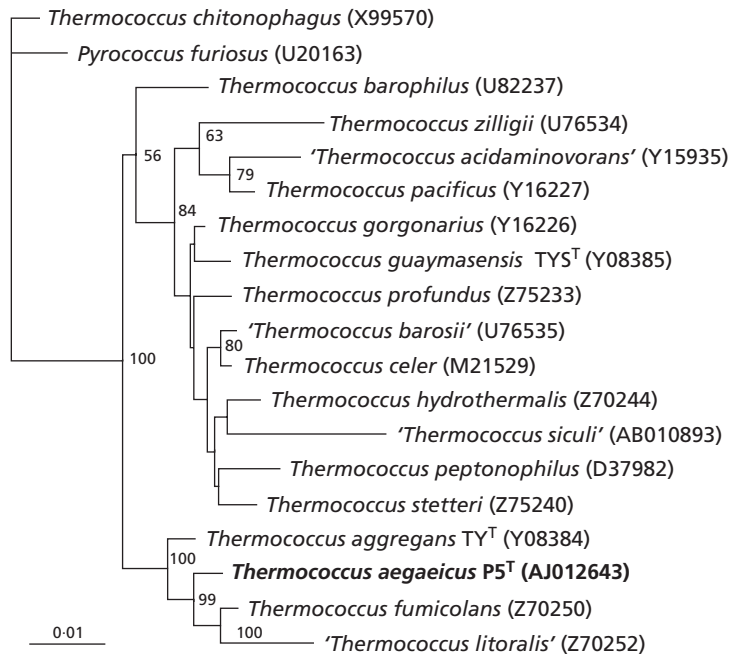 Thermococcus chitonophagus (X99570)
Pyrococcus furiosus (U20163)
Thermococcus barophilus (U82237)
Thermococcus zilligii (U76534)
63
56
'Thermococcus acidaminovorans' (Y15935)
79
Thermococcus pacificus (Y16227)
84
Thermococcus gorgonarius (Y16226)
Thermococcus guaymasensis TYSᵀ (Y08385)
Thermococcus profundus (Z75233)
'Thermococcus barosii' (U76535)
80
100
Thermococcus celer (M21529)
Thermococcus hydrothermalis (Z70244)
'Thermococcus siculi' (AB010893)
Thermococcus peptonophilus (D37982)
Thermococcus stetteri (Z75240)
Thermococcus aggregans TYᵀ (Y08384)
100
Thermococcus aegaeicus P5ᵀ (AJ012643)
99
Thermococcus fumicolans (Z70250)
0·01
100
'Thermococcus litoralis' (Z70252)